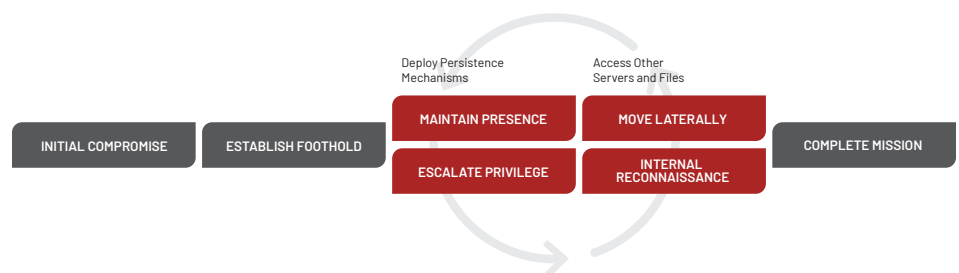 Deploy Persistence
Mechanisms
Access Other
Servers and Files
INITIAL COMPROMISE
ESTABLISH FOOTHOLD
MAINTAIN PRESENCE
MOVE LATERALLY
ESCALATE PRIVILEGE
INTERNAL
RECONNAISSANCE
COMPLETE MISSION